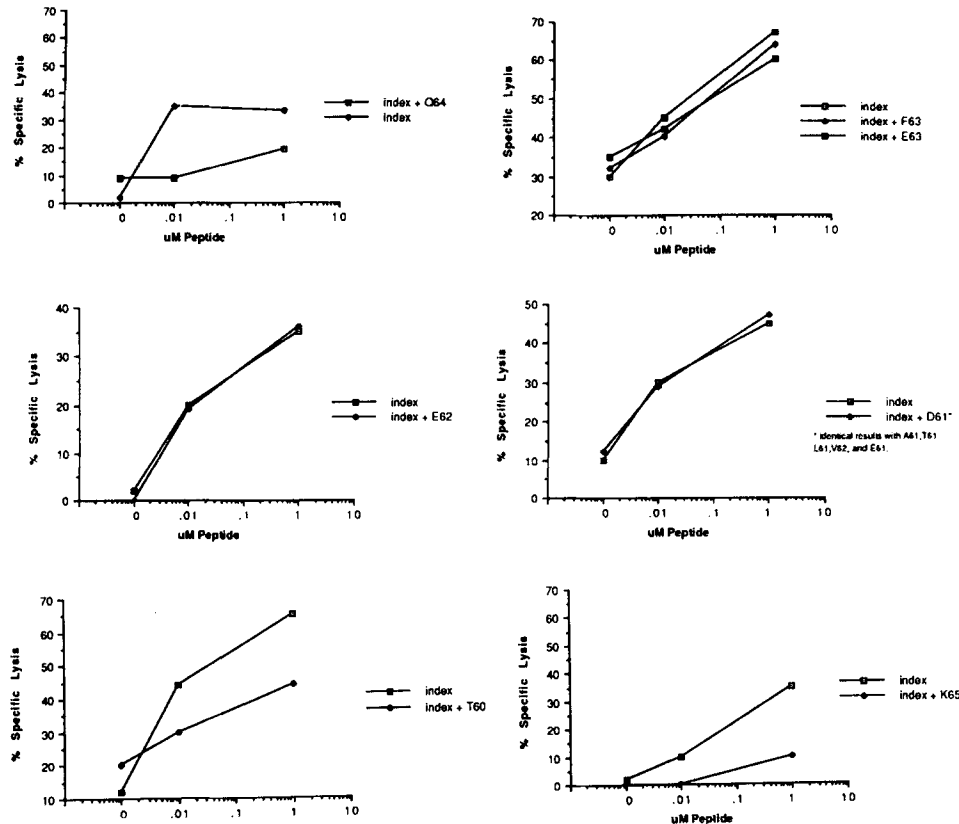 % Specific Lysis
70
60
50
40
30
20
10
0
0 .01 .1 1 10
uM Peptide
index + Q64
index
% Specific Lysis
70
60
50
40
30
20
0 .01 .1 1 10
uM Peptide
index
index + F63
index + E63
% Specific Lysis
40
30
20
10
0
0 .01 .1 1 10
uM Peptide
index
index + E62
% Specific Lysis
50
40
30
20
10
0
0 .01 .1 1 10
uM Peptide
index
index + D61*
* identical results with A61,T61
L61,V62, and E61.
% Specific Lysis
70
60
50
40
30
20
10
0 .01 .1 1 10
uM Peptide
index
index + T60
% Specific Lysis
70
60
50
40
30
20
10
0
0 .01 .1 1 10
uM Peptide
index
index + K65